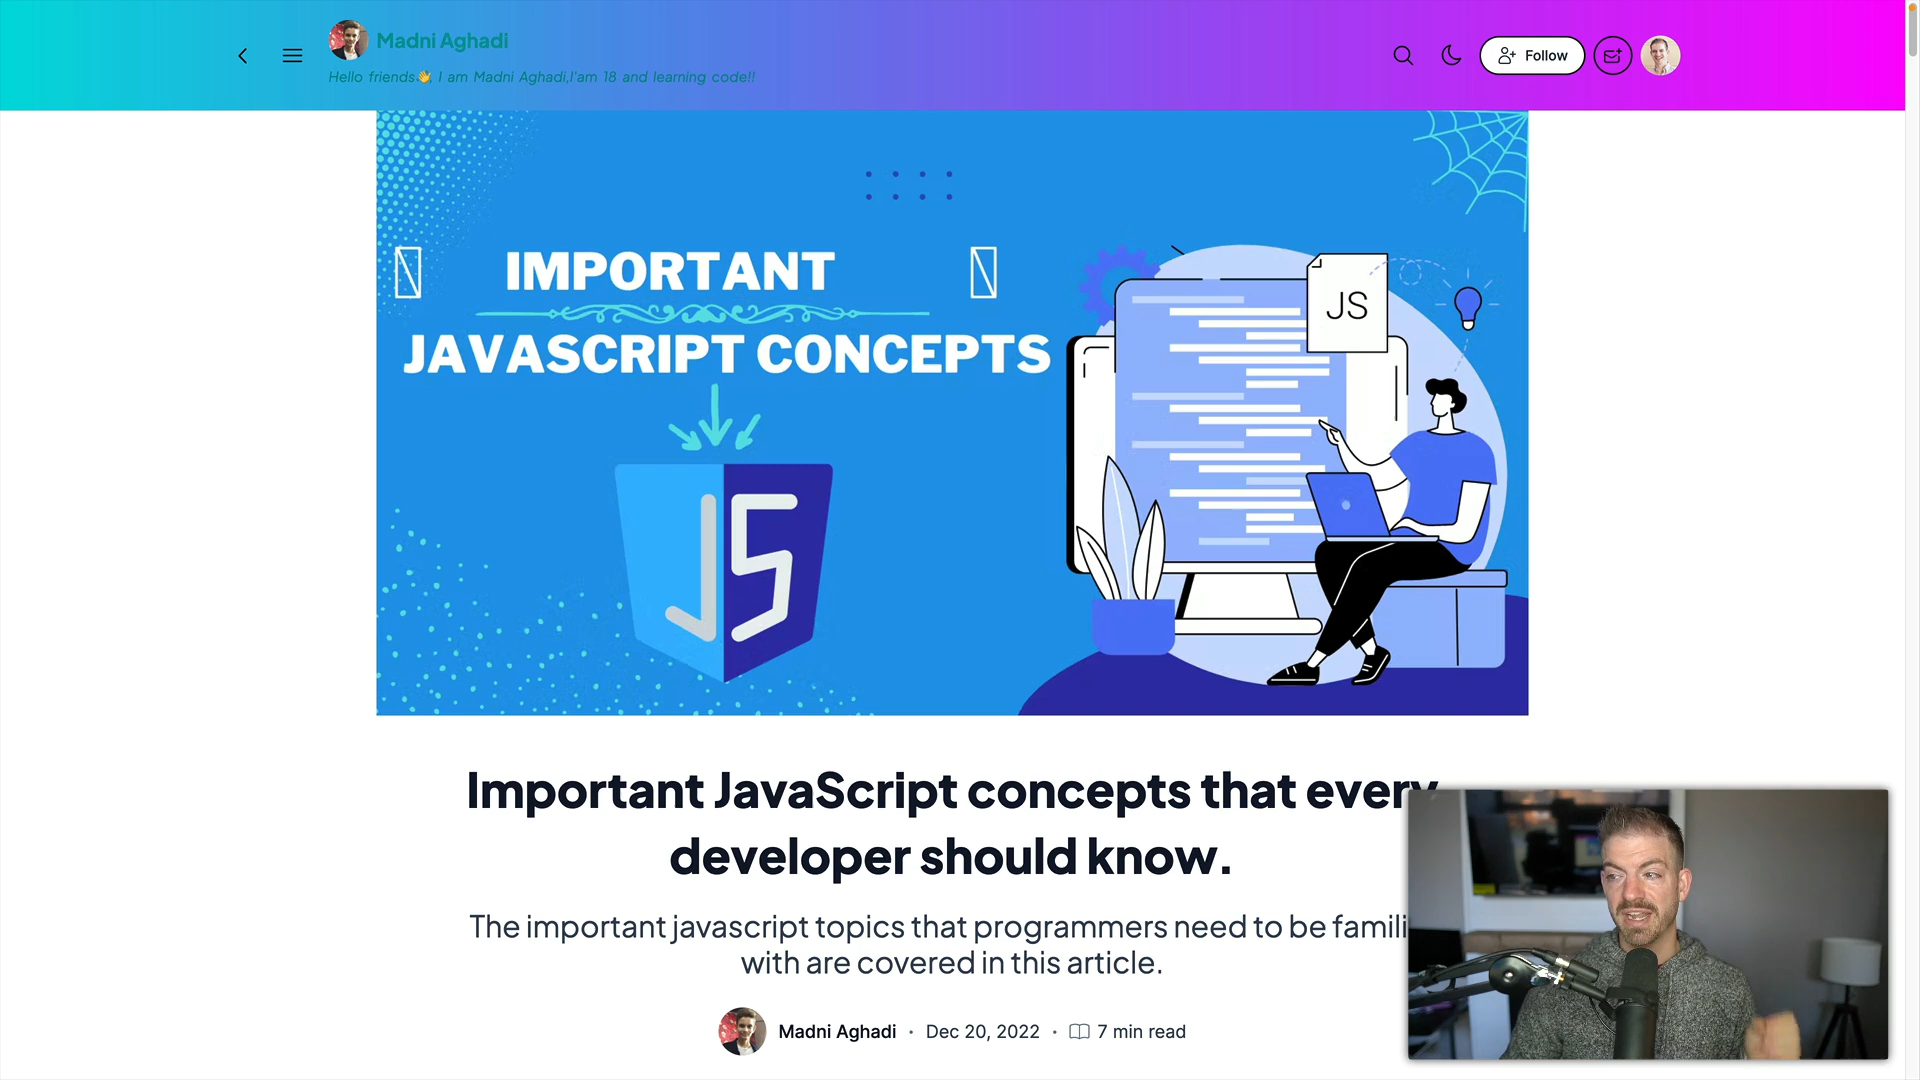 Madni Aghadi
Hello friends👋 I am Madni Aghadi,I'am 18 and learning code!!
Follow
IMPORTANT
JAVASCRIPT CONCEPTS
JS
JS
Important JavaScript concepts that every
developer should know.
The important javascript topics that programmers need to be famili
with are covered in this article.
Madni Aghadi · Dec 20, 2022 · 7 min read